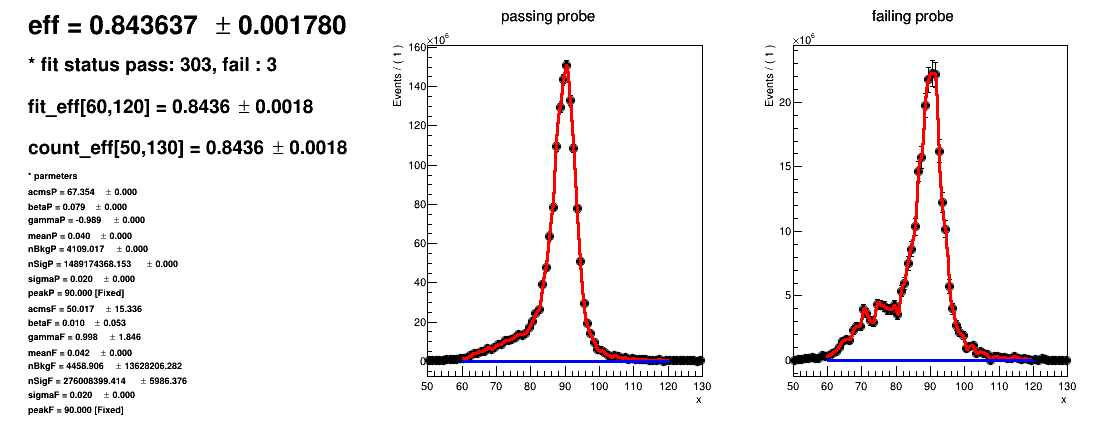 eff = 0.843637 ± 0.001780
* fit status pass: 303, fail : 3
fit_eff[60,120] = 0.8436 ± 0.0018
count_eff[50,130] = 0.8436 ± 0.0018
* parmeters
acmsP = 67.354 ± 0.000
betaP = 0.079 ± 0.000
gammaP = -0.989 ± 0.000
meanP = 0.040 ± 0.000
nBkgP = 4109.017 ± 0.000
nSigP = 1489174368.153 ± 0.000
sigmaP = 0.020 ± 0.000
peakP = 90.000 [Fixed]
acmsF = 50.017 ± 15.336
betaF = 0.010 ± 0.053
gammaF = 0.998 ± 1.846
meanF = 0.042 ± 0.000
nBkgF = 4458.906 ± 13628206.282
nSigF = 276008399.414 ± 5986.376
sigmaF = 0.020 ± 0.000
peakF = 90.000 [Fixed]
passing probe
×10⁶
Events / ( 1 )
160
140
120
100
80
60
40
20
0
50 60 70 80 90 100 110 120 130
x
failing probe
×10⁶
Events / ( 1 )
20
15
10
5
0
50 60 70 80 90 100 110 120 130
x